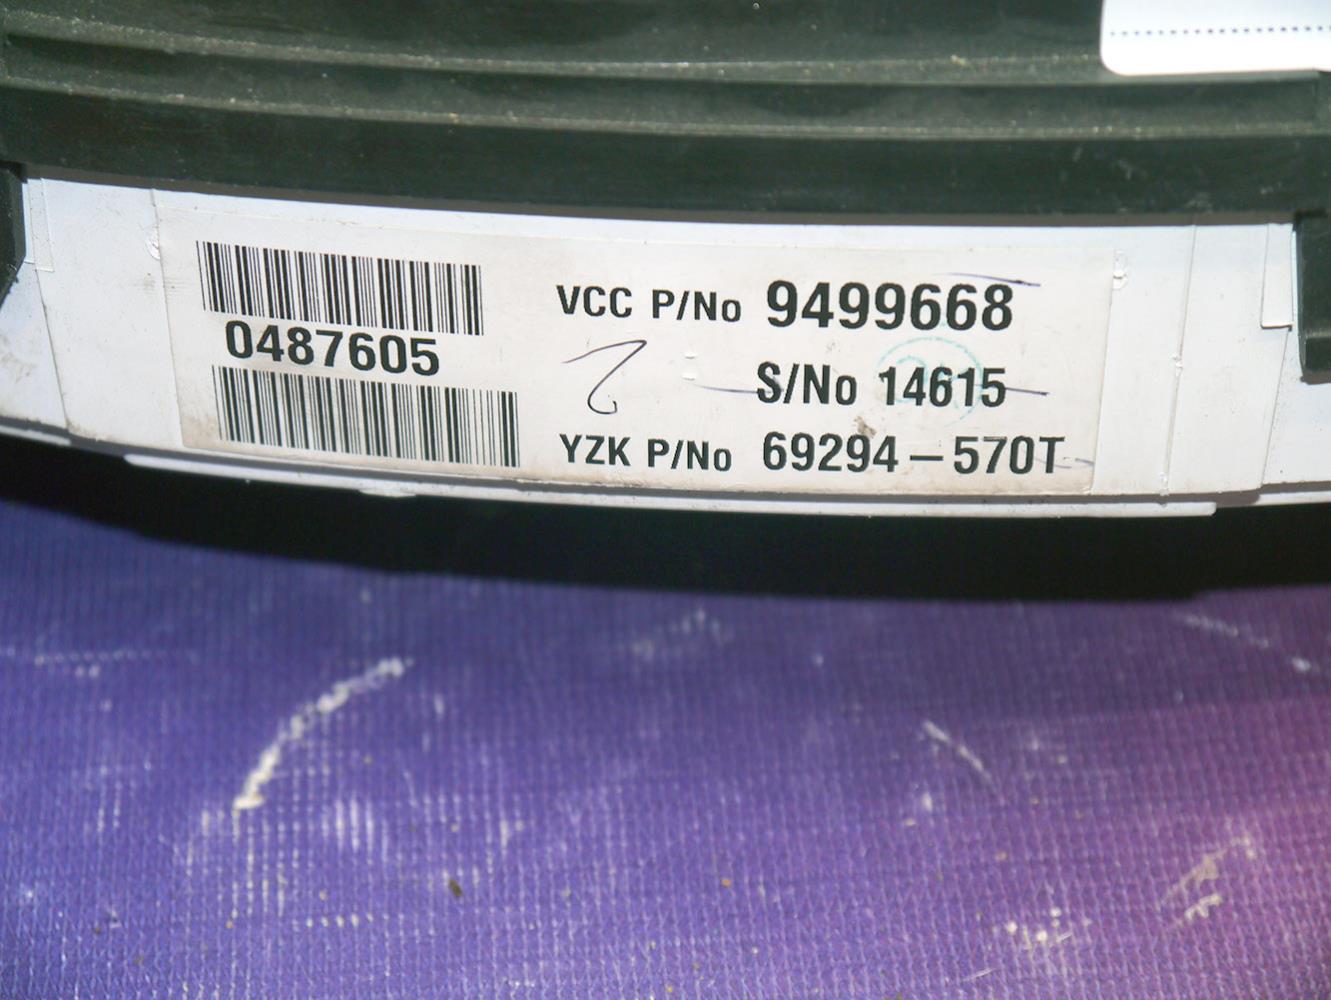 VCC P/No 9499668
0487605
S/No 14615
YZK P/No 69294-570T